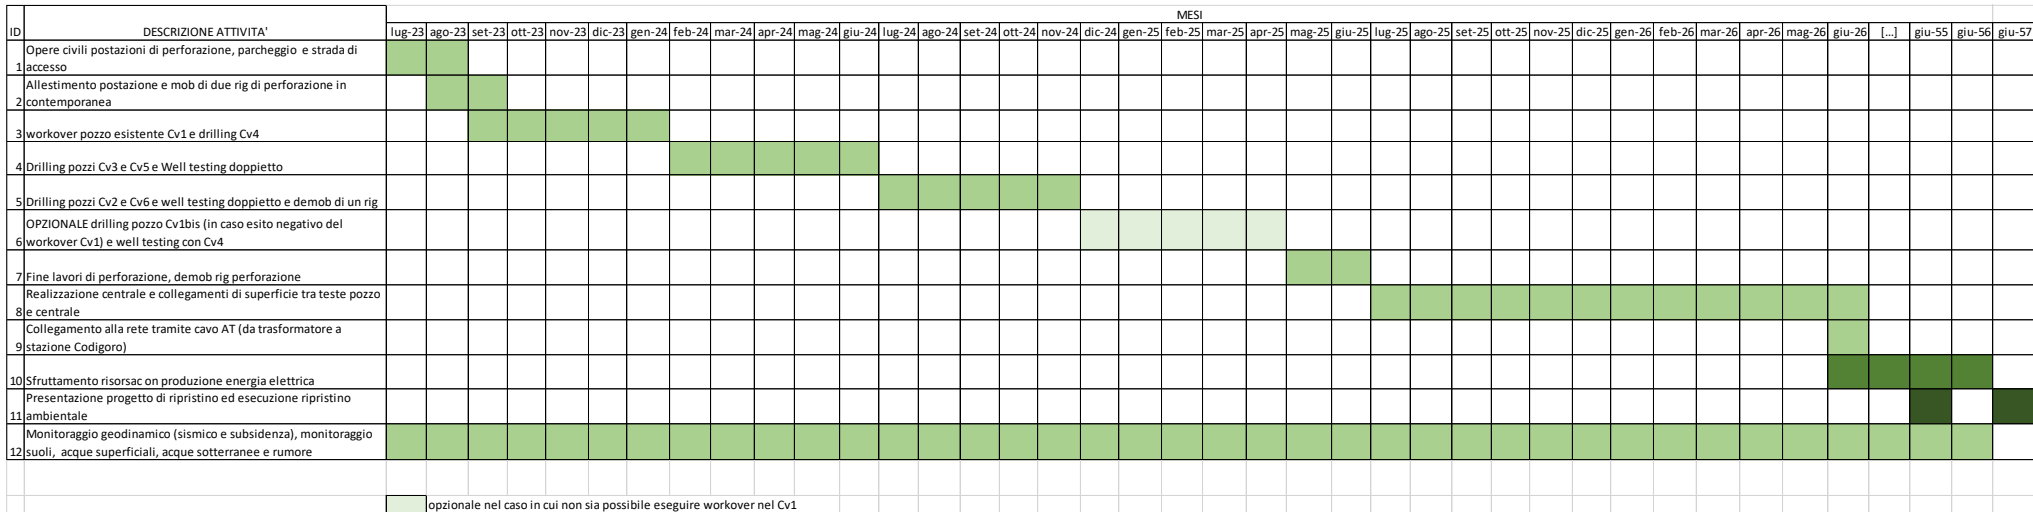 MESI
ID DESCRIZIONE ATTIVITA' lug-23 ago-23 set-23 ott-23 nov-23 dic-23 gen-24 feb-24 mar-24 apr-24 mag-24 giu-24 lug-24 ago-24 set-24 ott-24 nov-24 dic-24 gen-25 feb-25 mar-25 apr-25 mag-25 giu-25 lug-25 ago-25 set-25 ott-25 nov-25 dic-25 gen-26 feb-26 mar-26 apr-26 mag-26 giu-26 [...] giu-55 giu-56 giu-57
Opere civili postazioni di perforazione, parcheggio e strada di
1 accesso
Allestimento postazione e mob di due rig di perforazione in
2 contemporanea
3 workover pozzo esistente Cv1 e drilling Cv4
4 Drilling pozzi Cv3 e Cv5 e Well testing doppietto
5 Drilling pozzi Cv2 e Cv6 e well testing doppietto e demob di un rig
OPZIONALE drilling pozzo Cv1bis (in caso esito negativo del
6 workover Cv1) e well testing con Cv4
7 Fine lavori di perforazione, demob rig perforazione
Realizzazione centrale e collegamenti di superficie tra teste pozzo
8 e centrale
Collegamento alla rete tramite cavo AT (da trasformatore a
9 stazione Codigoro)
10 Sfruttamento risorsac on produzione energia elettrica
Presentazione progetto di ripristino ed esecuzione ripristino
11 ambientale
Monitoraggio geodinamico (sismico e subsidenza), monitoraggio
12 suoli, acque superficiali, acque sotterranee e rumore
opzionale nel caso in cui non sia possibile eseguire workover nel Cv1